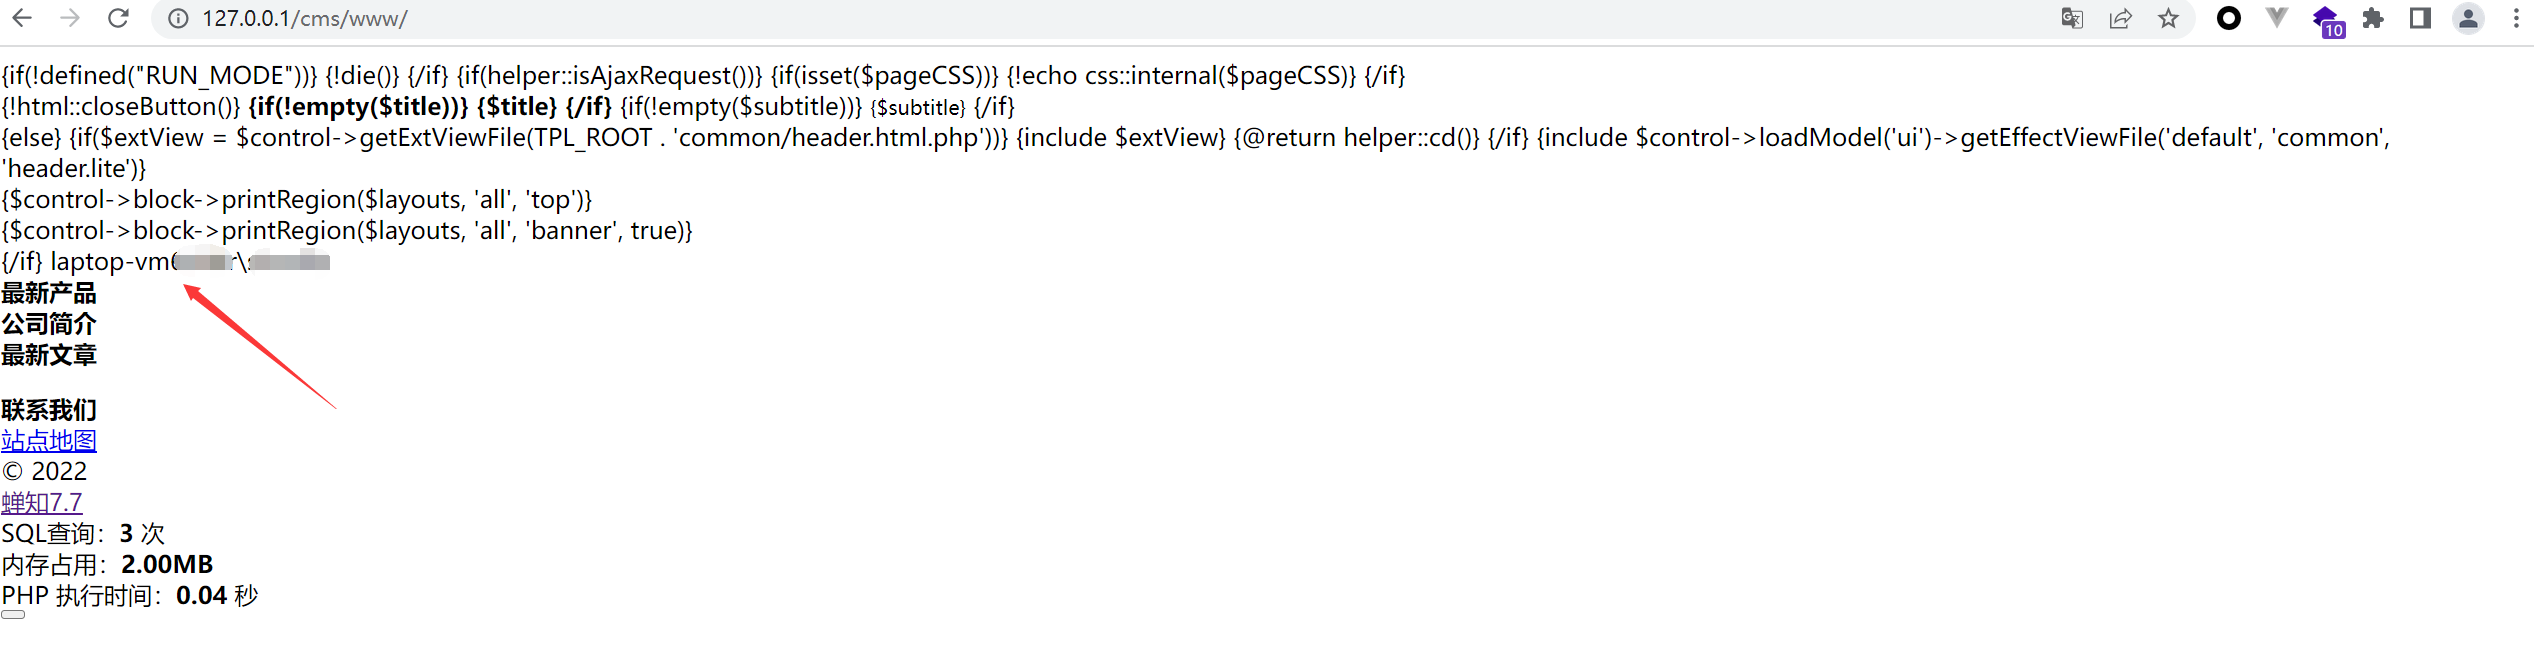 127.0.0.1/cms/www/
10
{if(!defined("RUN_MODE"))} {!die()} {/if} {if(helper::isAjaxRequest())} {if(isset($pageCSS))} {!echo css::internal($pageCSS)} {/if}
{!html::closeButton()} {if(!empty($title))} {$title} {/if} {if(!empty($subtitle))} {$subtitle} {/if}
{else} {if($extView = $control->getExtViewFile(TPL_ROOT . 'common/header.html.php'))} {include $extView} {@return helper::cd()} {/if} {include $control->loadModel('ui')->getEffectViewFile('default', 'common',
'header.lite')}
{$control->block->printRegion($layouts, 'all', 'top')}
{$control->block->printRegion($layouts, 'all', 'banner', true)}
{/if}
最新产品
公司简介
最新文章
联系我们
站点地图
© 2022
蝉知7.7
SQL查询：3 次
内存占用：2.00MB
PHP 执行时间：0.04 秒